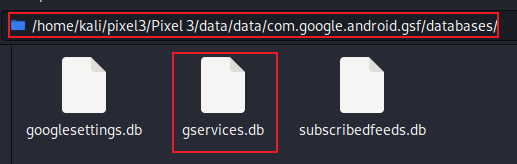 /home/kali/pixel3/Pixel 3/data/data/com.google.android.gsf/databases/
googlesettings.db gservices.db subscribedfeeds.db